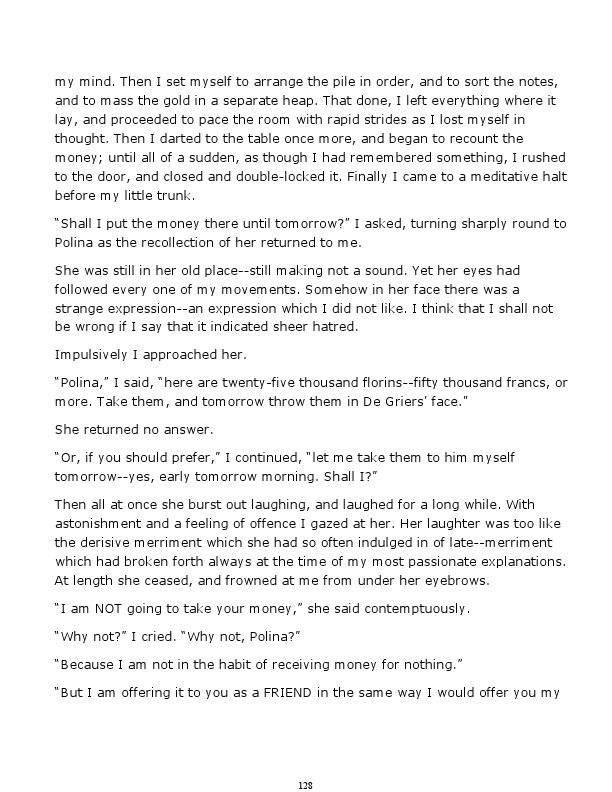 my mind. Then I set myself to arrange the pile in order, and to sort the notes,
and to mass the gold in a separate heap. That done, I left everything where it
lay, and proceeded to pace the room with rapid strides as I lost myself in
thought. Then I darted to the table once more, and began to recount the
money; until all of a sudden, as though I had remembered something, I rushed
to the door, and closed and double-locked it. Finally I came to a meditative halt
before my little trunk.
“Shall I put the money there until tomorrow?” I asked, turning sharply round to
Polina as the recollection of her returned to me.
She was still in her old place--still making not a sound. Yet her eyes had
followed every one of my movements. Somehow in her face there was a
strange expression--an expression which I did not like. I think that I shall not
be wrong if I say that it indicated sheer hatred.
Impulsively I approached her.
“Polina,” I said, “here are twenty-five thousand florins--fifty thousand francs, or
more. Take them, and tomorrow throw them in De Griers’ face.”
She returned no answer.
“Or, if you should prefer,” I continued, “let me take them to him myself
tomorrow--yes, early tomorrow morning. Shall I?”
Then all at once she burst out laughing, and laughed for a long while. With
astonishment and a feeling of offence I gazed at her. Her laughter was too like
the derisive merriment which she had so often indulged in of late--merriment
which had broken forth always at the time of my most passionate explanations.
At length she ceased, and frowned at me from under her eyebrows.
“I am NOT going to take your money,” she said contemptuously.
“Why not?” I cried. “Why not, Polina?”
“Because I am not in the habit of receiving money for nothing.”
“But I am offering it to you as a FRIEND in the same way I would offer you my
128